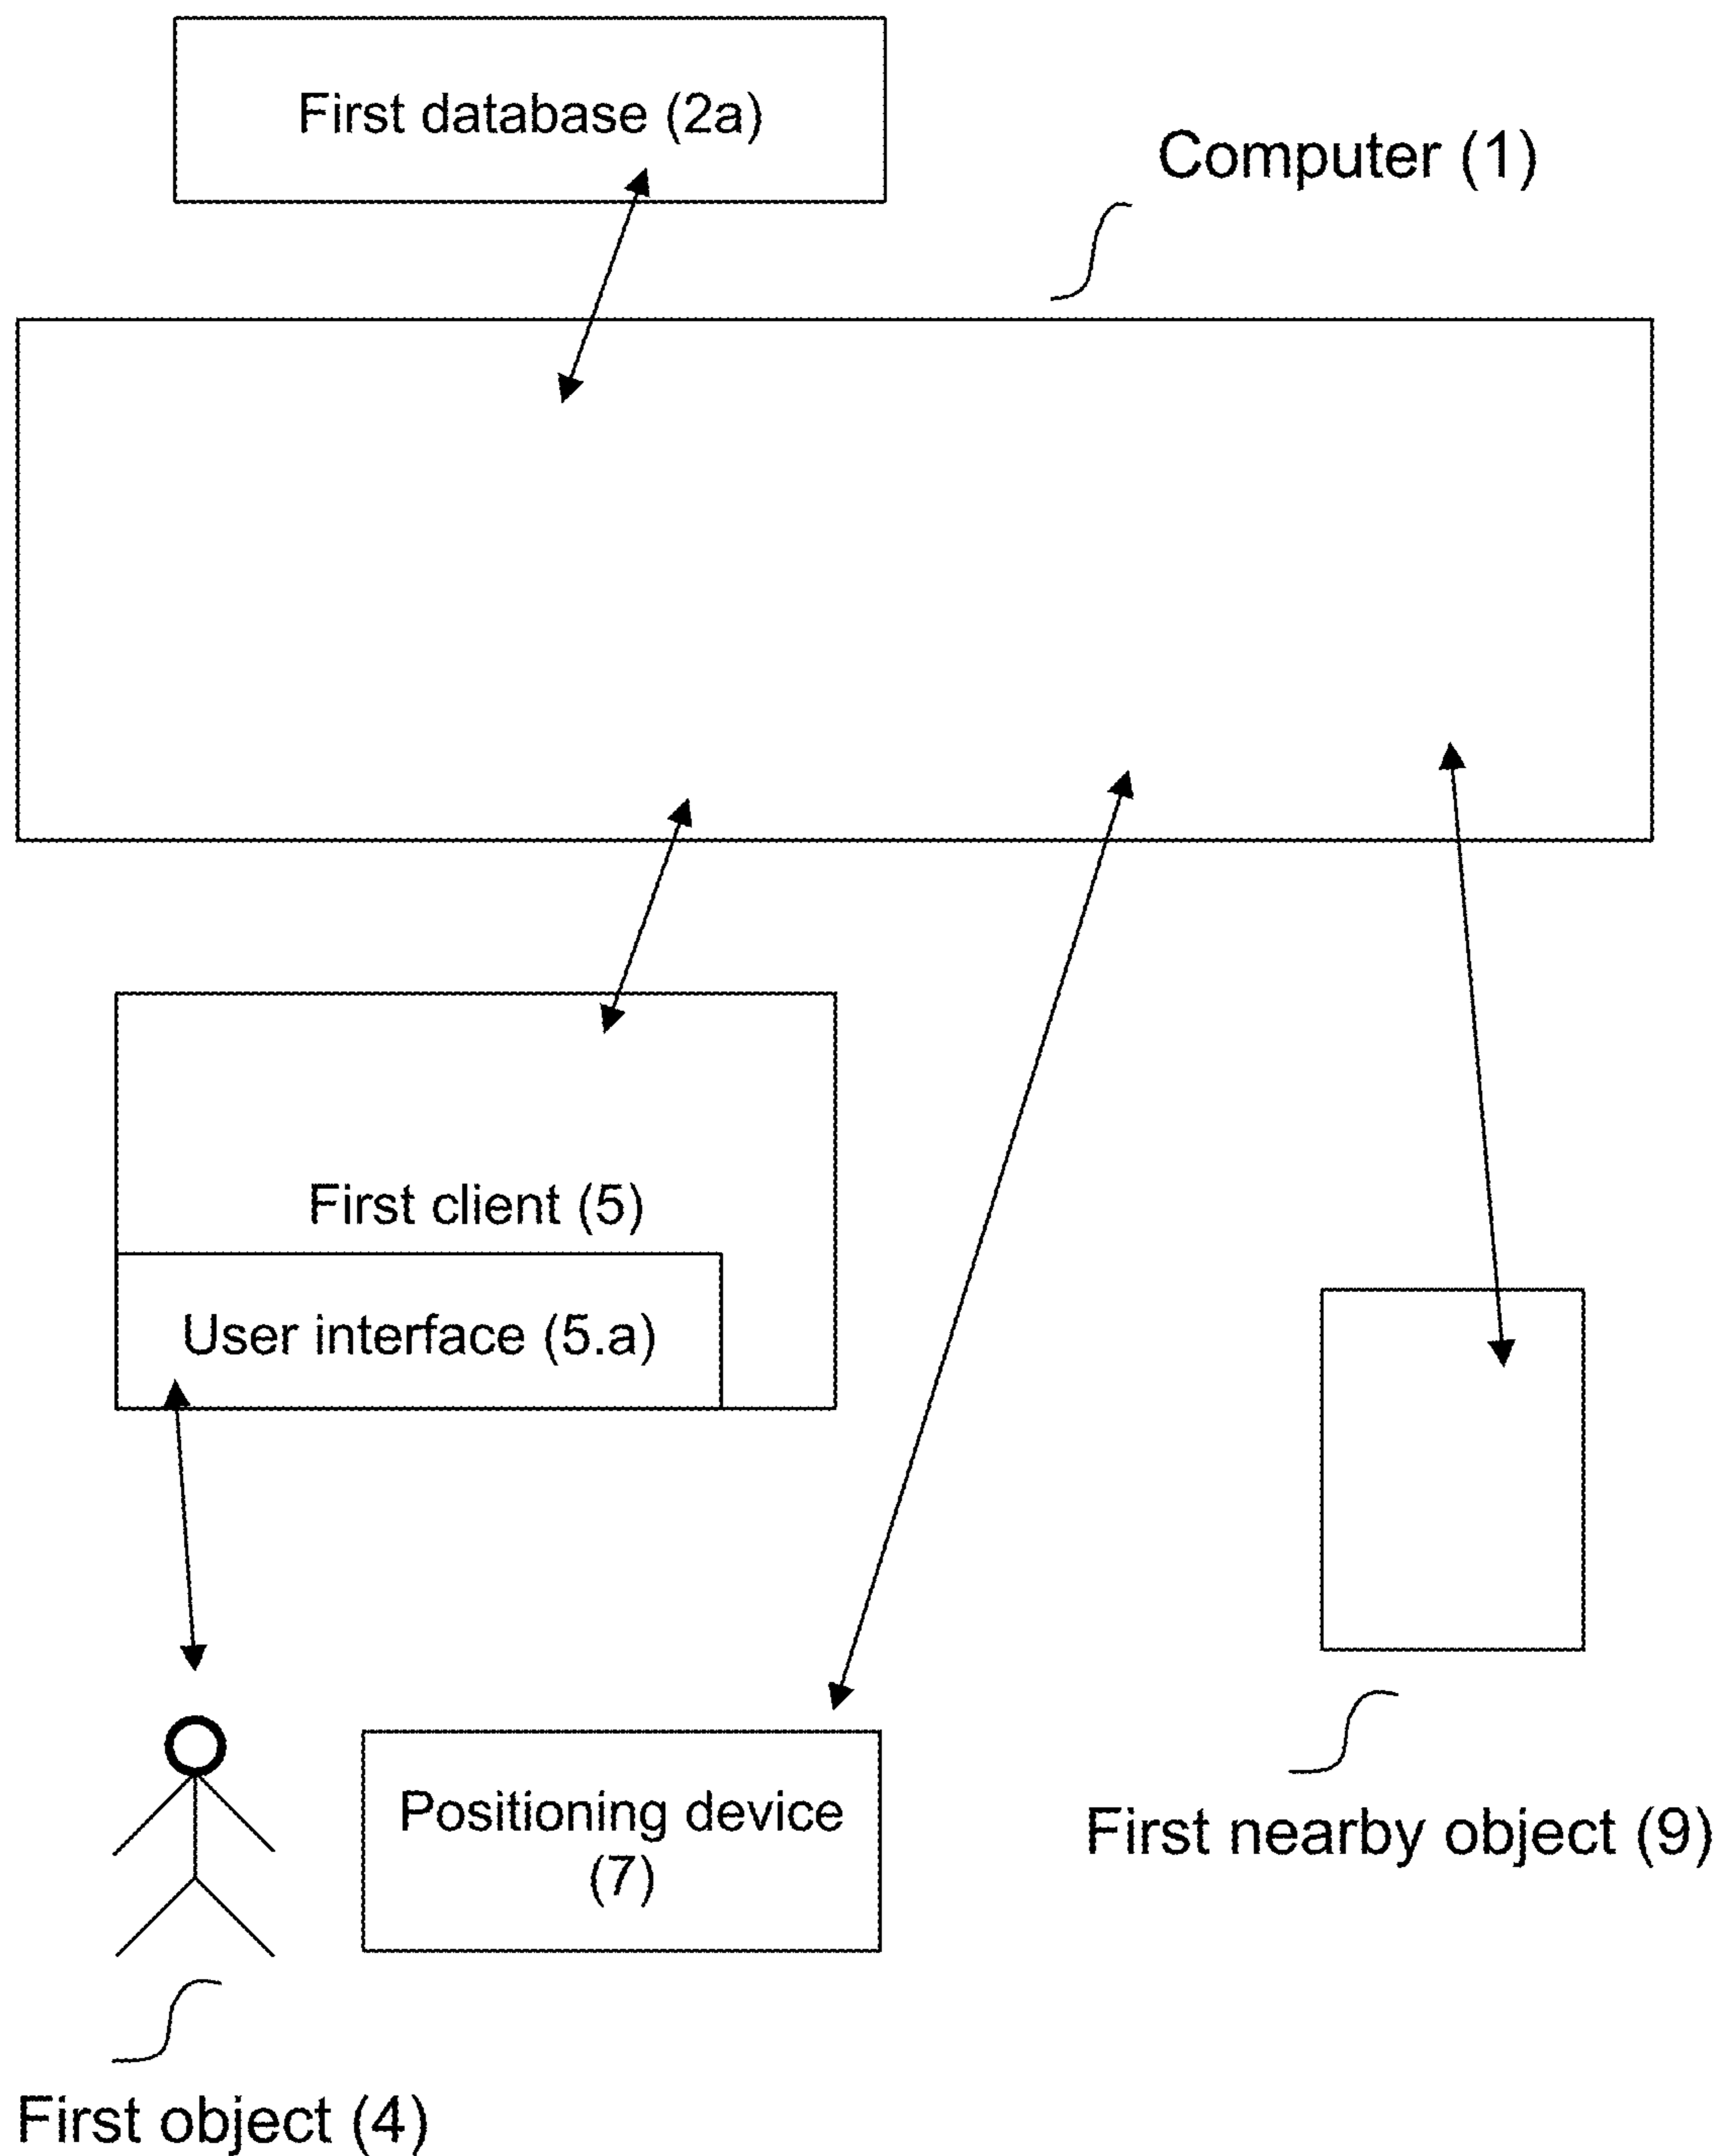 First database (2a)
Computer (1)
First client (5)
User interface (5.a)
Positioning device
(7)
First nearby object (9)
First object (4)